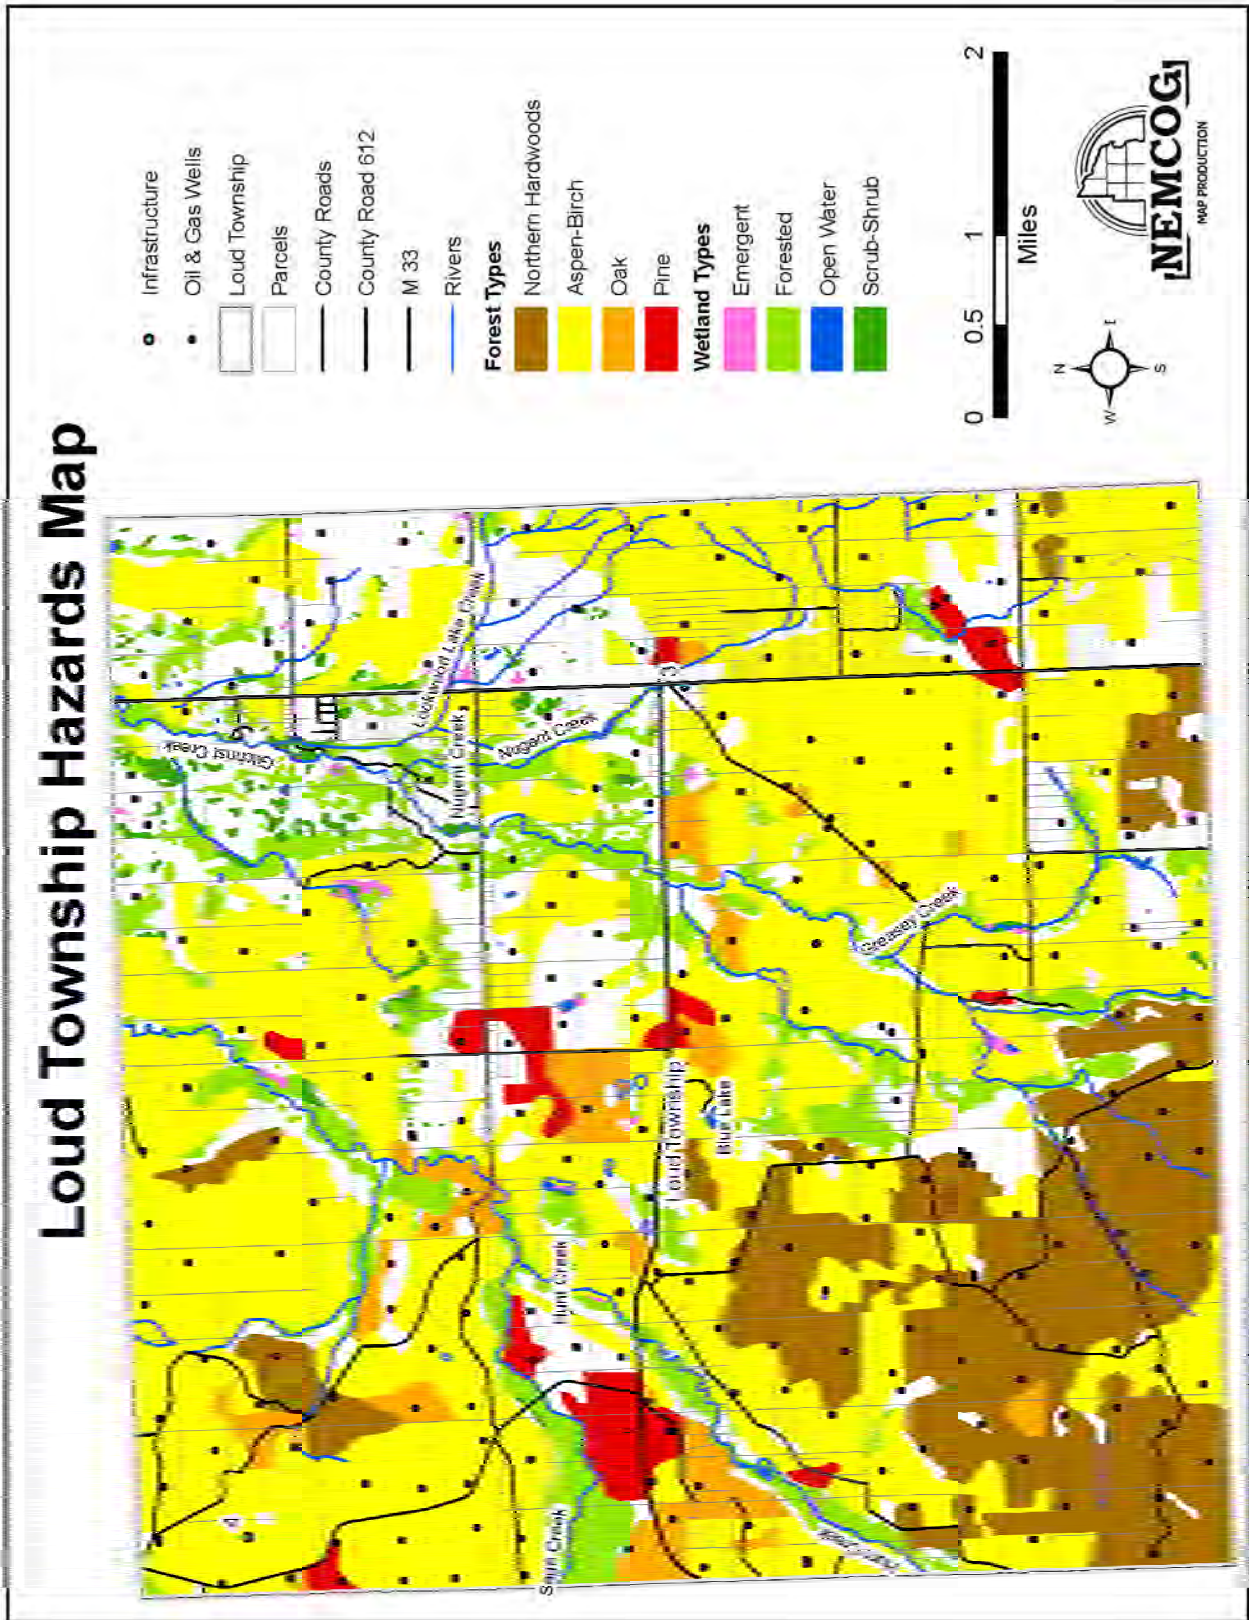 Loud Township Hazards Map
Infrastructure
Oil & Gas Wells
Loud Township
Parcels
County Roads
County Road 612
M 33
Rivers
Forest Types
Northern Hardwoods
Aspen-Birch
Oak
Pine
Wetland Types
Emergent
Forested
Open Water
Scrub-Shrub
0 0.5 1 2
Miles
N
W
S
NEMCOG
MAP PRODUCTION
Gilchrist Creek
Lockwood Lake Creek
Nugent Creek
Nugent Creek
Greasey Creek
Loud Township
Blue Lake
Hunt Creek
Creek